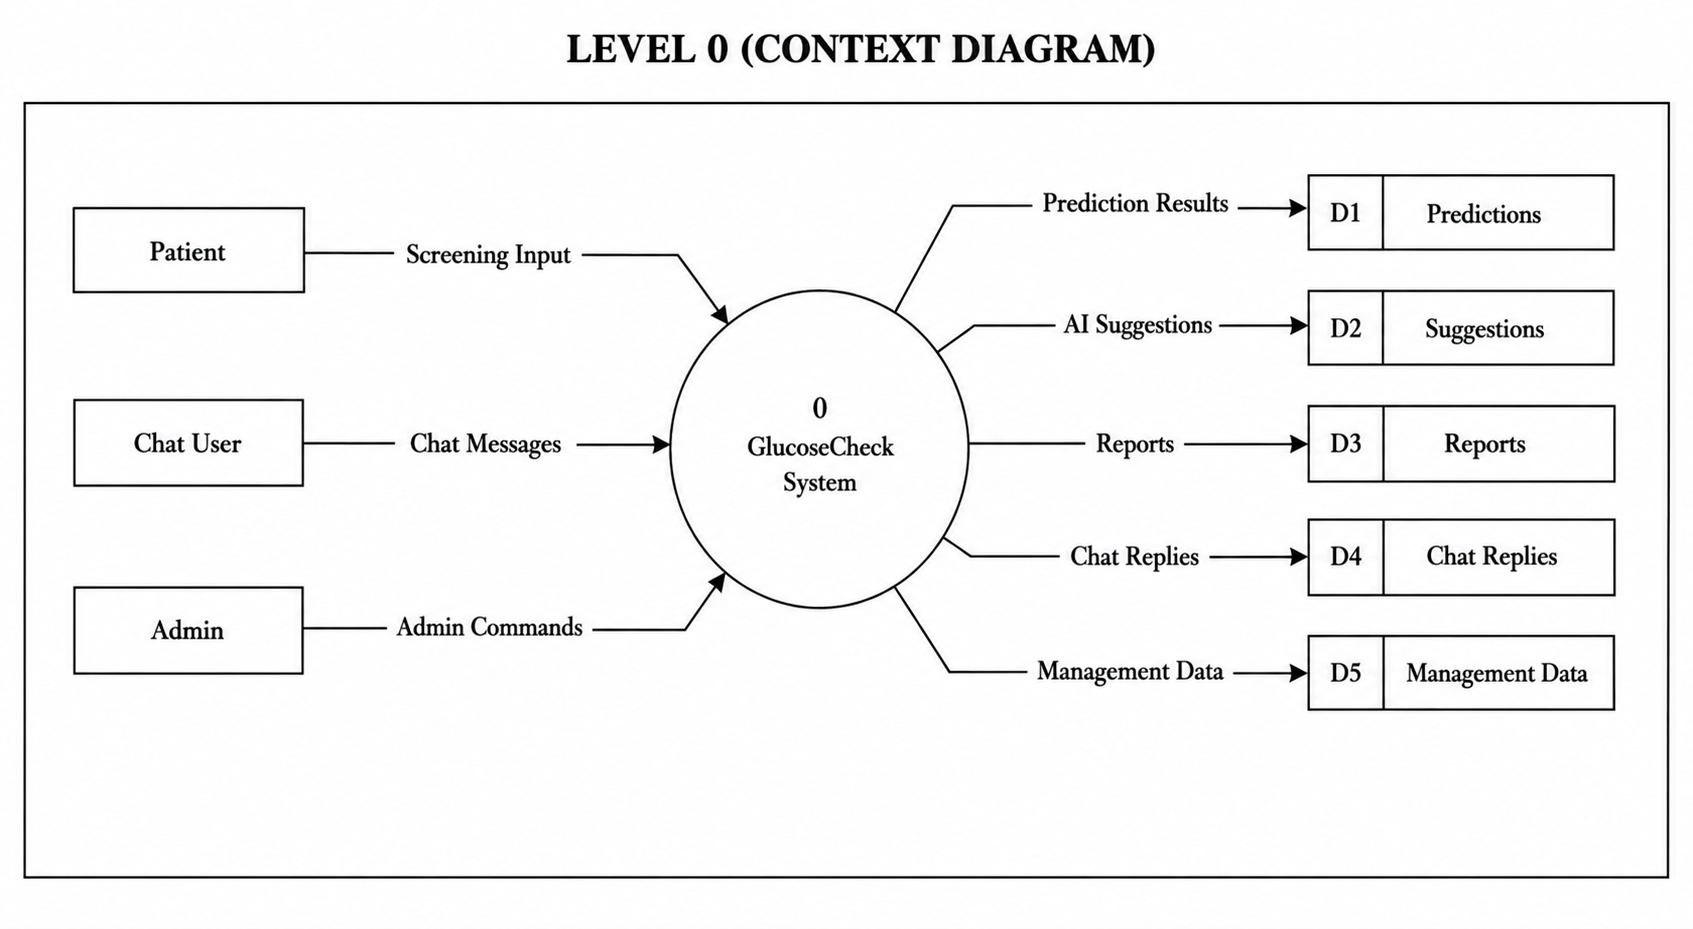 LEVEL 0 (CONTEXT DIAGRAM)
Patient
Screening Input
Chat User
Chat Messages
Admin
Admin Commands
0
GlucoseCheck
System
Prediction Results
D1
Predictions
AI Suggestions
D2
Suggestions
Reports
D3
Reports
Chat Replies
D4
Chat Replies
Management Data
D5
Management Data